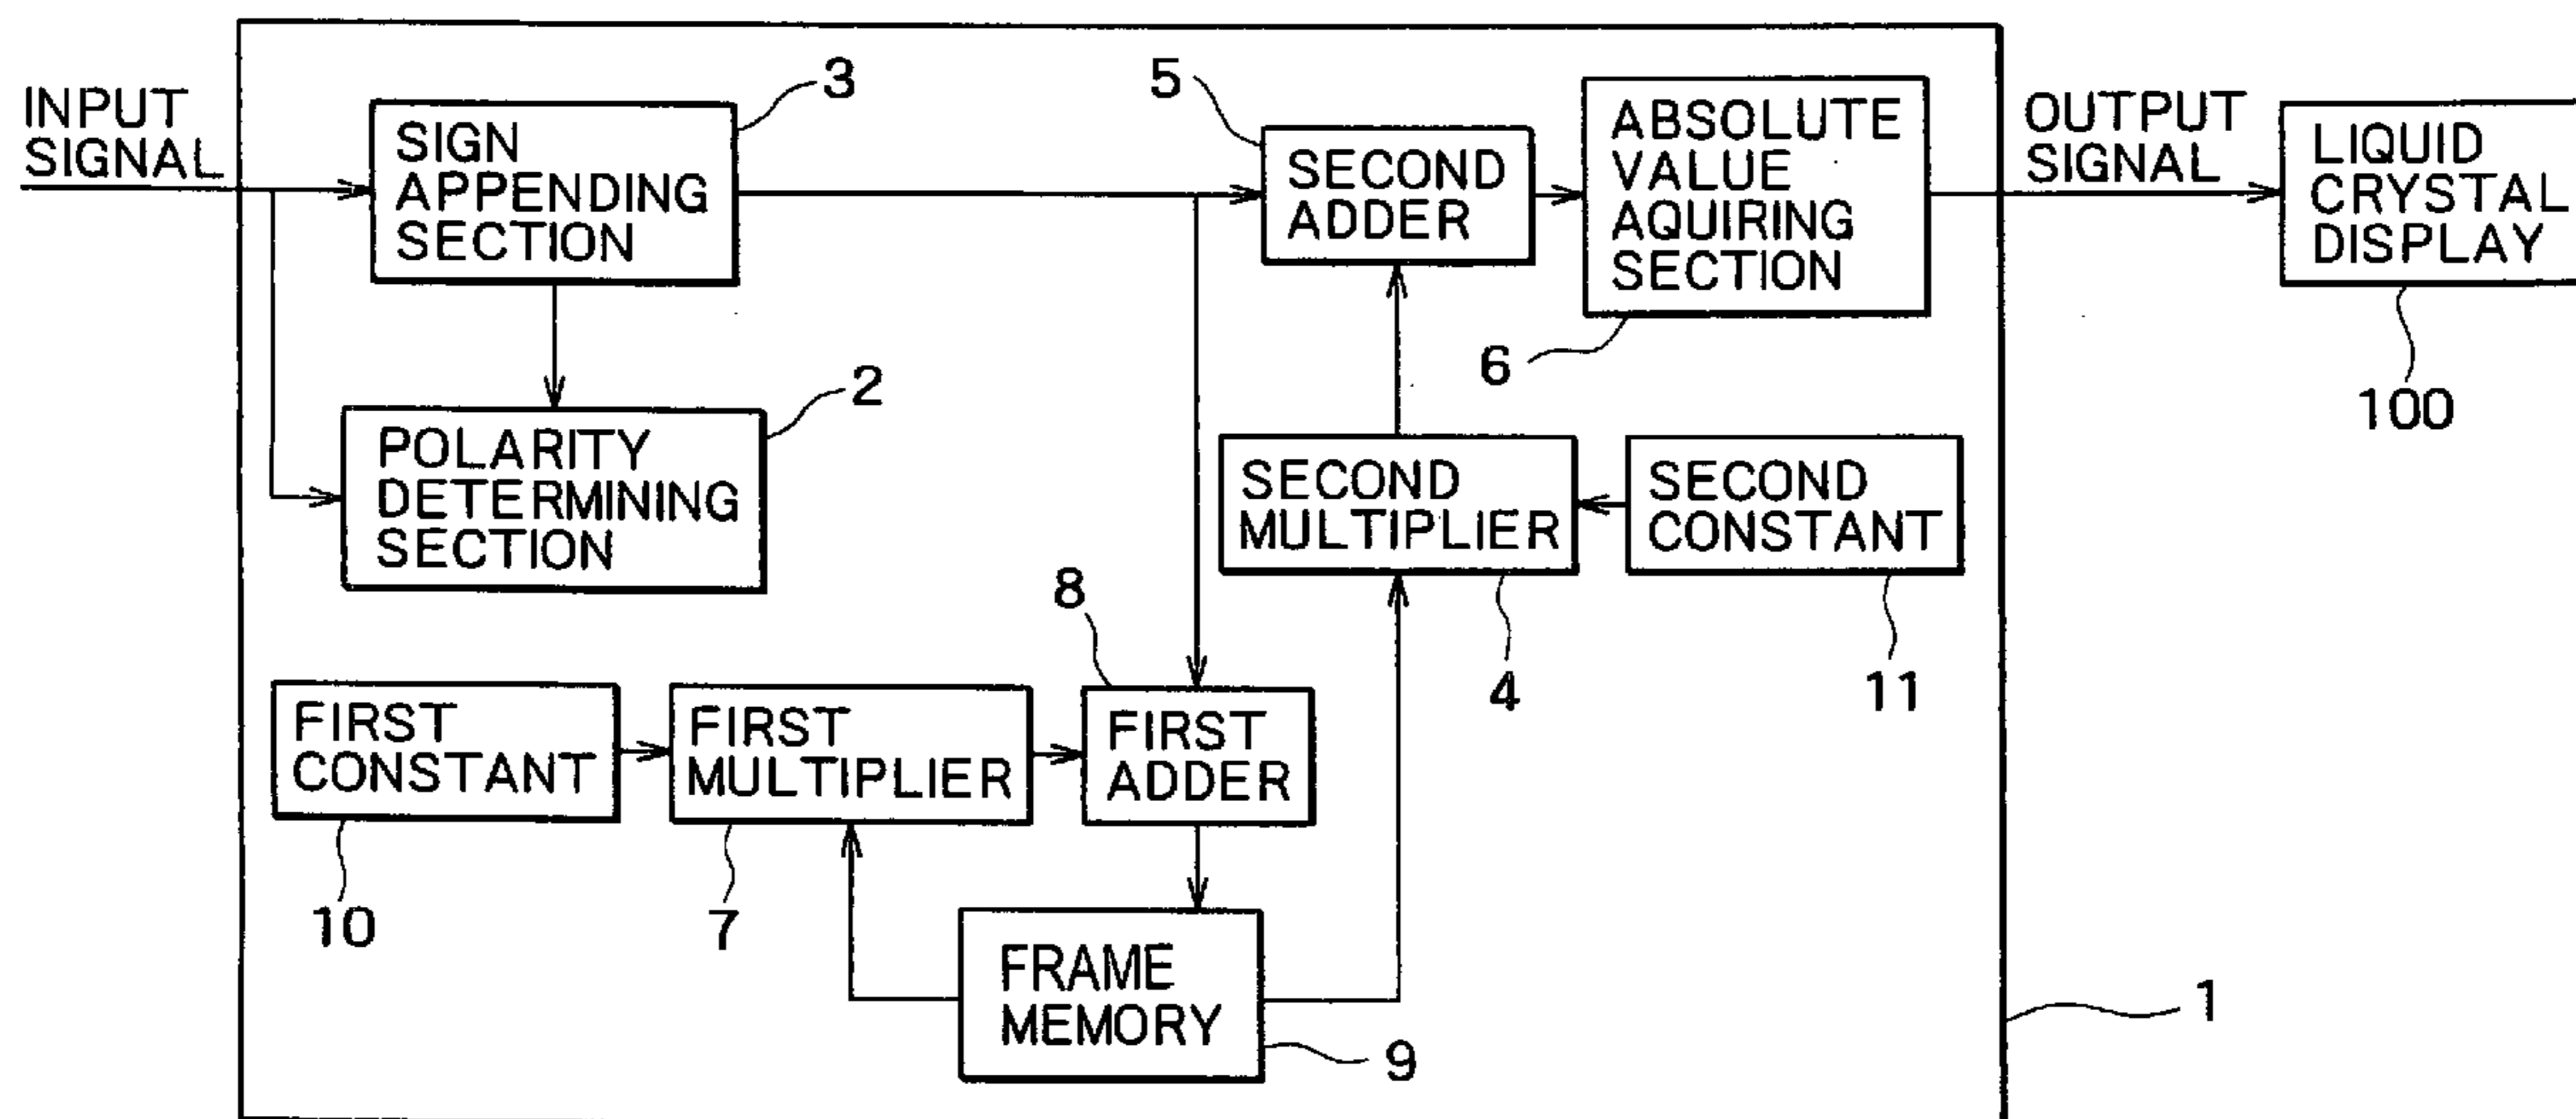 INPUT
SIGNAL
3
SIGN
APPENDING
SECTION
5
SECOND
ADDER
ABSOLUTE
VALUE
AQUIRING
SECTION
6
OUTPUT
SIGNAL
LIQUID
CRYSTAL
DISPLAY
100
2
POLARITY
DETERMINING
SECTION
SECOND
MULTIPLIER
4
SECOND
CONSTANT
11
8
FIRST
CONSTANT
10
FIRST
MULTIPLIER
7
FIRST
ADDER
FRAME
MEMORY
9
1